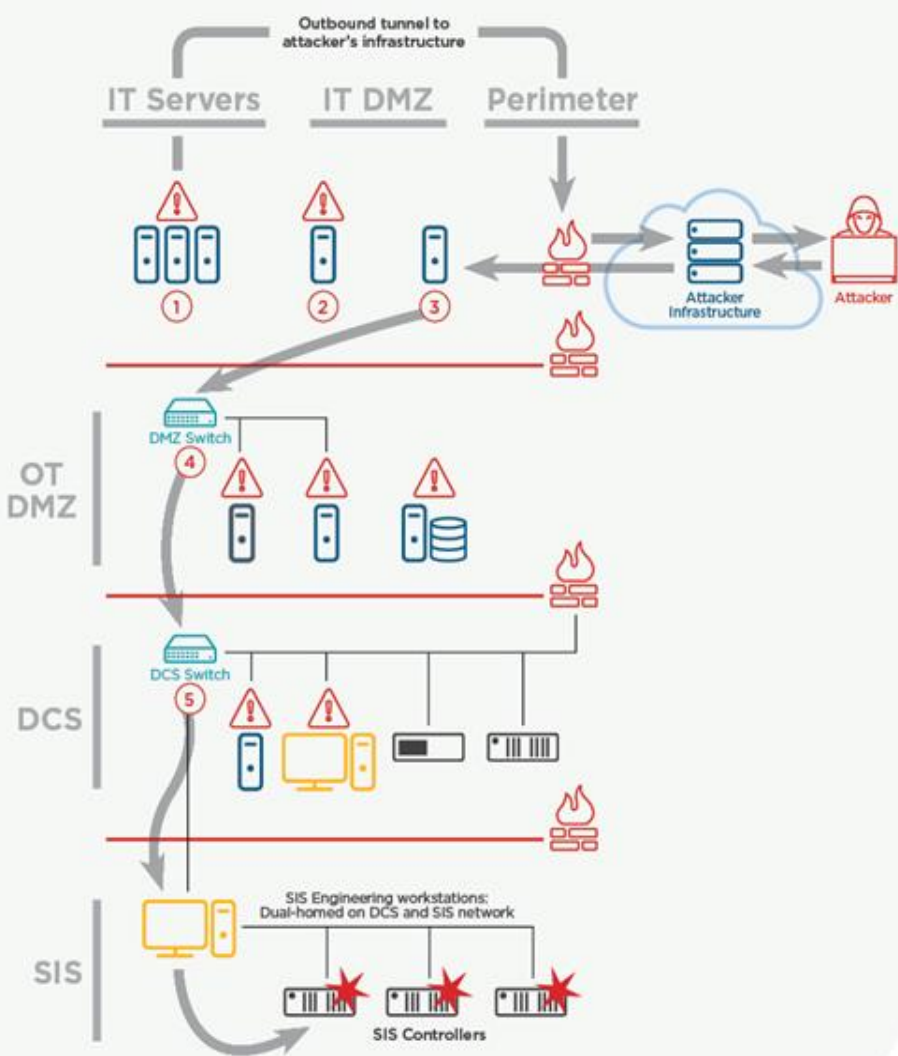 Outbound tunnel to
attacker's infrastructure
IT Servers
IT DMZ
Perimeter
1
2
3
Attacker
Infrastructure
Attacker
DMZ Switch
4
OT
DMZ
DCS Switch
5
DCS
SIS Engineering workstations:
Dual-homed on DCS and SIS network
SIS
SIS Controllers